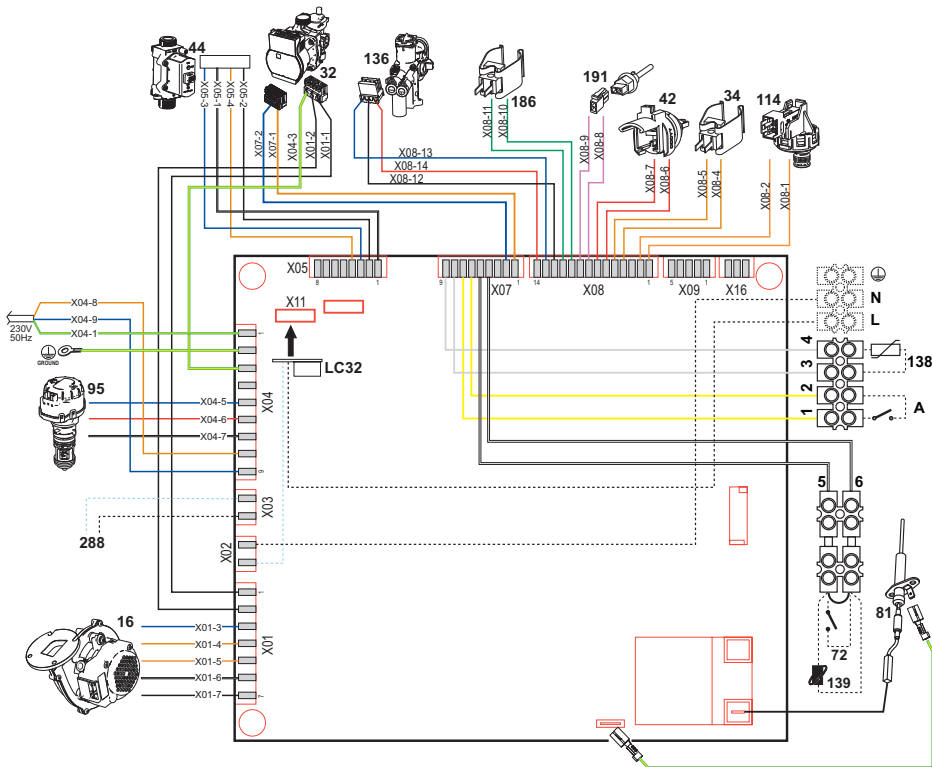 44
32
136
186
191
42
34
114
X05-3
X05-1
X05-4
X05-2
X07-2
X07-1
X04-3
X01-2
X01-1
X08-13
X08-14
X08-12
X08-11
X08-10
X08-9
X08-8
X08-7
X08-6
X08-5
X08-4
X08-2
X08-1
X05
8
1
9
X07
1
14
X08
1
5
X09
1
X16
X11
LC32
N
L
4
3
138
2
A
1
X04-8
X04-9
X04-1
230V
50Hz
GROUND
1
95
X04
X04-5
X04-6
X04-7
9
X03
288
X02
5
6
1
16
X01-3
X01
X01-4
X01-5
X01-6
X01-7
7
81
72
139